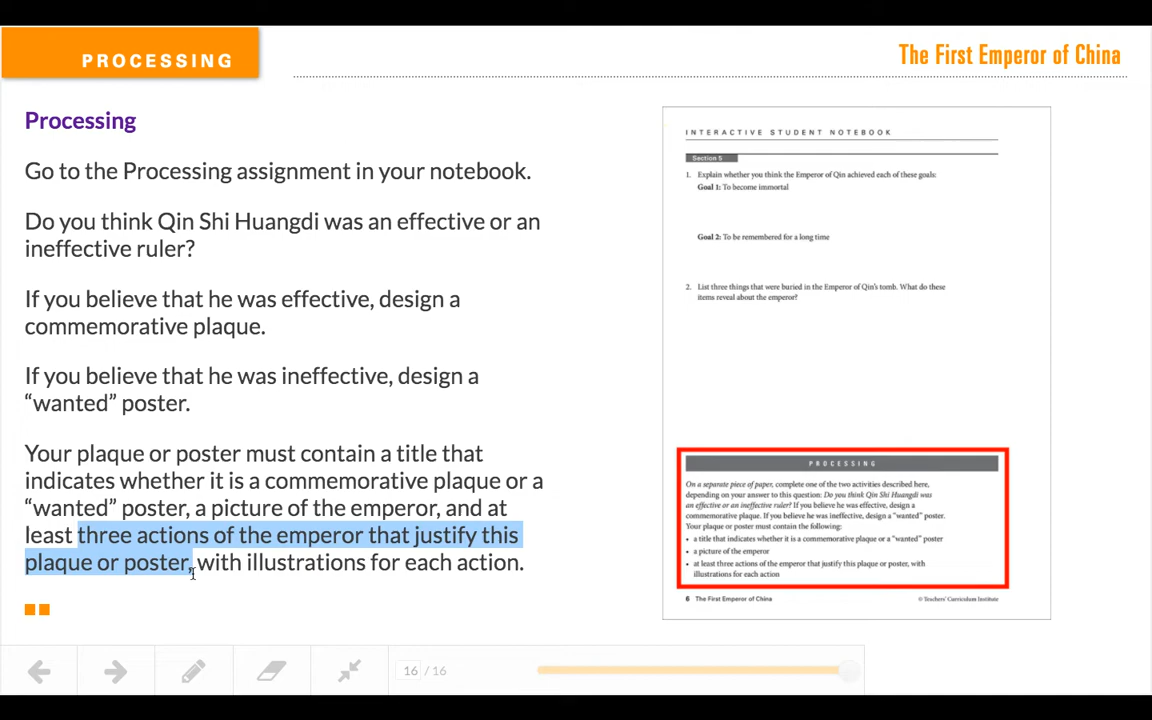 PROCESSING
The First Emperor of China
Processing
Go to the Processing assignment in your notebook.
Do you think Qin Shi Huangdi was an effective or an
ineffective ruler?
If you believe that he was effective, design a
commemorative plaque.
If you believe that he was ineffective, design a
“wanted” poster.
Your plaque or poster must contain a title that
indicates whether it is a commemorative plaque or a
“wanted” poster, a picture of the emperor, and at
least three actions of the emperor that justify this
plaque or poster, with illustrations for each action.
INTERACTIVE STUDENT NOTEBOOK
Section 5
1. Explain whether you think the Emperor of Qin achieved each of these goals:
Goal 1: To become immortal
Goal 2: To be remembered for a long time
2. List three things that were buried in the Emperor of Qin's tomb. What do these
items reveal about the emperor?
PROCESSING
On a separate piece of paper, complete one of the two activities described here,
depending on your answer to this question: Do you think Qin Shi Huangdi was
an effective or an ineffective ruler? If you believe he was effective, design a
commemorative plaque. If you believe he was ineffective, design a “wanted” poster.
Your plaque or poster must contain the following:
• a title that indicates whether it is a commemorative plaque or a “wanted” poster
• a picture of the emperor
• at least three actions of the emperor that justify this plaque or poster, with
illustrations for each action
6 The First Emperor of China
© Teachers' Curriculum Institute
16 / 16